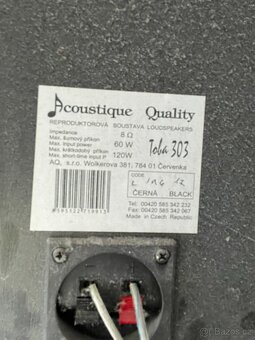 Acoustique Quality
REPRODUKTOROVÁ SOUSTAVA LOUDSPEAKERS
Impedance 8 Ω
Max. šumový příkon
Max. input power 60 W
Max. krátkodobý příkon
Max. short-time input P 120W
Toba 303
AQ, s.r.o. Wolkerova 381, 784 01 Červenka
CODE
ČERNÁ BLACK
Tel: 00420 585 342 232
Fax: 00420 585 342 067
Made in Czech Republic
bazoš.cz